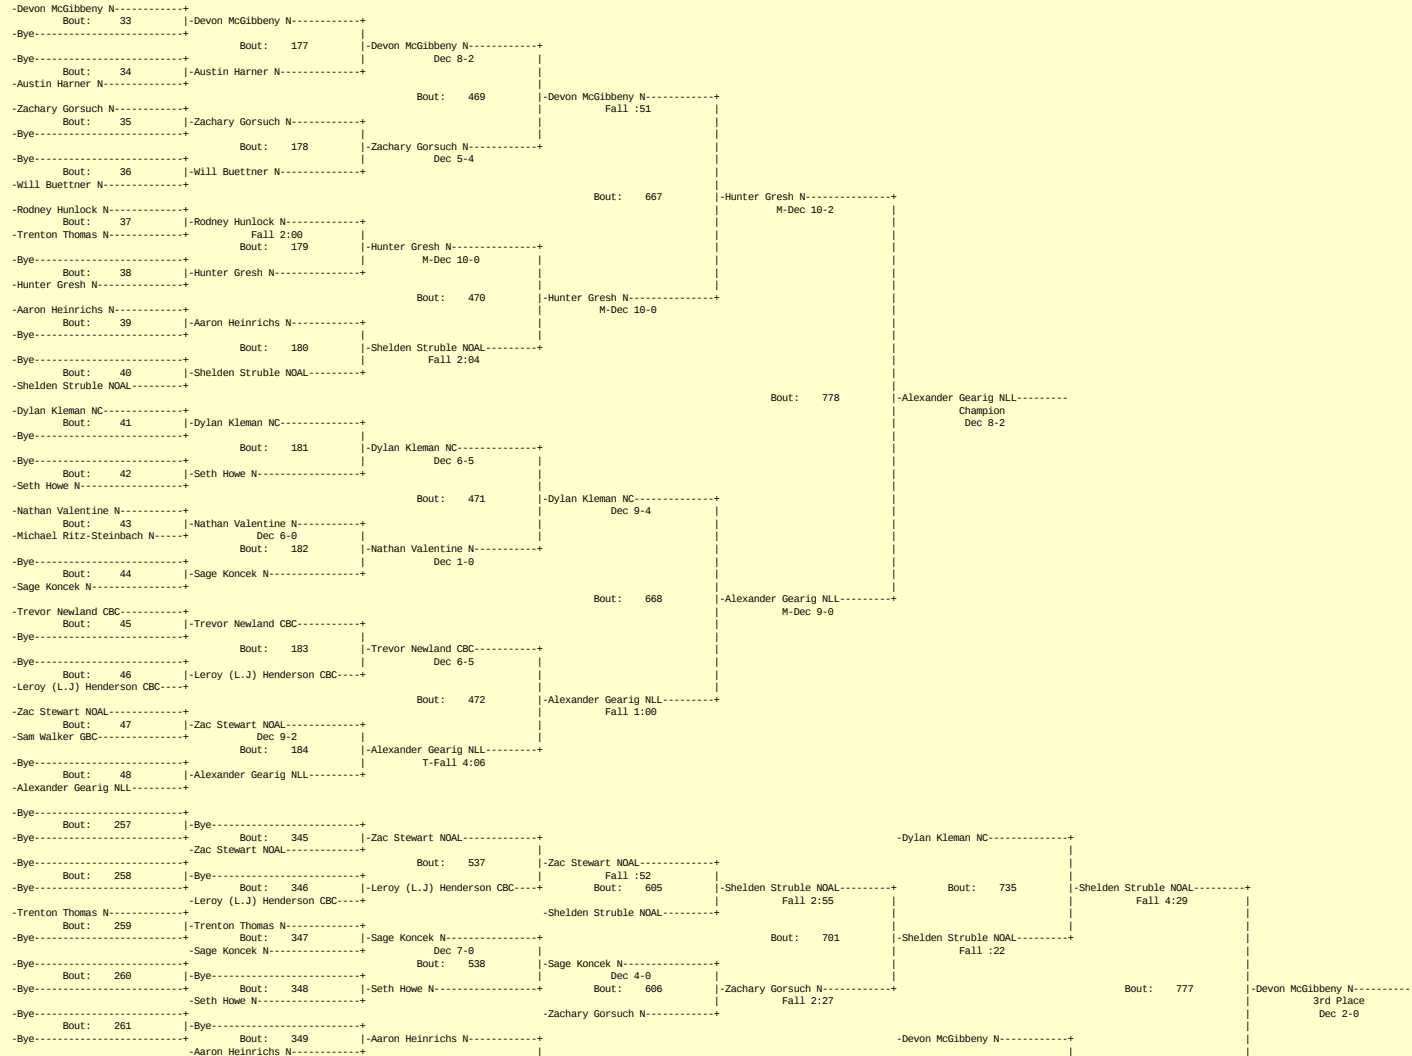 -Devon McGibbeny N------------+
Bout: 33 |-Devon McGibbeny N------------+
-Bye--------------------------+ |
Bout: 177 |-Devon McGibbeny N------------+
-Bye--------------------------+ | Dec 8-2 |
Bout: 34 |-Austin Harner N--------------+ |
-Austin Harner N--------------+ |
Bout: 469 |-Devon McGibbeny N------------+
-Zachary Gorsuch N------------+ | Fall :51 |
Bout: 35 |-Zachary Gorsuch N------------+ | |
-Bye--------------------------+ | | |
Bout: 178 |-Zachary Gorsuch N------------+ |
-Bye--------------------------+ | Dec 5-4 |
Bout: 36 |-Will Buettner N--------------+ |
-Will Buettner N--------------+ |
Bout: 667 |-Hunter Gresh N---------------+
-Rodney Hunlock N-------------+ | M-Dec 10-2 |
Bout: 37 |-Rodney Hunlock N-------------+ | |
-Trenton Thomas N-------------+ Fall 2:00 | | |
Bout: 179 |-Hunter Gresh N---------------+ | |
-Bye--------------------------+ | M-Dec 10-0 | | |
Bout: 38 |-Hunter Gresh N---------------+ | | |
-Hunter Gresh N---------------+ | | |
Bout: 470 |-Hunter Gresh N---------------+ |
-Aaron Heinrichs N------------+ | M-Dec 10-0 |
Bout: 39 |-Aaron Heinrichs N------------+ | |
-Bye--------------------------+ | | |
Bout: 180 |-Shelden Struble NOAL---------+ |
-Bye--------------------------+ | Fall 2:04 |
Bout: 40 |-Shelden Struble NOAL---------+ |
-Shelden Struble NOAL---------+ |
Bout: 778 |-Alexander Gearig NLL---------
-Dylan Kleman NC--------------+ | Champion
Bout: 41 |-Dylan Kleman NC--------------+ | Dec 8-2
-Bye--------------------------+ | |
Bout: 181 |-Dylan Kleman NC--------------+ |
-Bye--------------------------+ | Dec 6-5 | |
Bout: 42 |-Seth Howe N------------------+ | |
-Seth Howe N------------------+ | |
Bout: 471 |-Dylan Kleman NC--------------+ |
-Nathan Valentine N-----------+ | Dec 9-4 | |
Bout: 43 |-Nathan Valentine N-----------+ | | |
-Michael Ritz-Steinbach N-----+ Dec 6-0 | | | |
Bout: 182 |-Nathan Valentine N-----------+ | |
-Bye--------------------------+ | Dec 1-0 | |
Bout: 44 |-Sage Koncek N----------------+ | |
-Sage Koncek N----------------+ | |
Bout: 668 |-Alexander Gearig NLL---------+
-Trevor Newland CBC-----------+ | M-Dec 9-0
Bout: 45 |-Trevor Newland CBC-----------+ |
-Bye--------------------------+ | |
Bout: 183 |-Trevor Newland CBC-----------+ |
-Bye--------------------------+ | Dec 6-5 | |
Bout: 46 |-Leroy (L.J) Henderson CBC----+ | |
-Leroy (L.J) Henderson CBC----+ | |
Bout: 472 |-Alexander Gearig NLL---------+
-Zac Stewart NOAL-------------+ | Fall 1:00
Bout: 47 |-Zac Stewart NOAL-------------+ |
-Sam Walker GBC---------------+ Dec 9-2 | |
Bout: 184 |-Alexander Gearig NLL---------+
-Bye--------------------------+ | T-Fall 4:06
Bout: 48 |-Alexander Gearig NLL---------+
-Alexander Gearig NLL---------+
-Bye--------------------------+
Bout: 257 |-Bye--------------------------+
-Bye--------------------------+ Bout: 345 |-Zac Stewart NOAL-------------+ -Dylan Kleman NC--------------+
-Zac Stewart NOAL-------------+ | |
-Bye--------------------------+ Bout: 537 |-Zac Stewart NOAL-------------+ |
Bout: 258 |-Bye--------------------------+ | Fall :52 | |
-Bye--------------------------+ Bout: 346 |-Leroy (L.J) Henderson CBC----+ Bout: 605 |-Shelden Struble NOAL---------+ Bout: 735 |-Shelden Struble NOAL---------+
-Leroy (L.J) Henderson CBC----+ | Fall 2:55 | | Fall 4:29 |
-Trenton Thomas N-------------+ -Shelden Struble NOAL---------+ | | |
Bout: 259 |-Trenton Thomas N-------------+ | | |
-Bye--------------------------+ Bout: 347 |-Sage Koncek N----------------+ Bout: 701 |-Shelden Struble NOAL---------+ |
-Sage Koncek N----------------+ Dec 7-0 | | Fall :22 |
-Bye--------------------------+ Bout: 538 |-Sage Koncek N----------------+ | |
Bout: 260 |-Bye--------------------------+ | Dec 4-0 | | |
-Bye--------------------------+ Bout: 348 |-Seth Howe N------------------+ Bout: 606 |-Zachary Gorsuch N------------+ Bout: 777 |-Devon McGibbeny N------------
-Seth Howe N------------------+ | Fall 2:27 | 3rd Place
-Bye--------------------------+ -Zachary Gorsuch N------------+ | Dec 2-0
Bout: 261 |-Bye--------------------------+ |
-Bye--------------------------+ Bout: 349 |-Aaron Heinrichs N------------+ -Devon McGibbeny N------------+ |
-Aaron Heinrichs N------------+ | | |